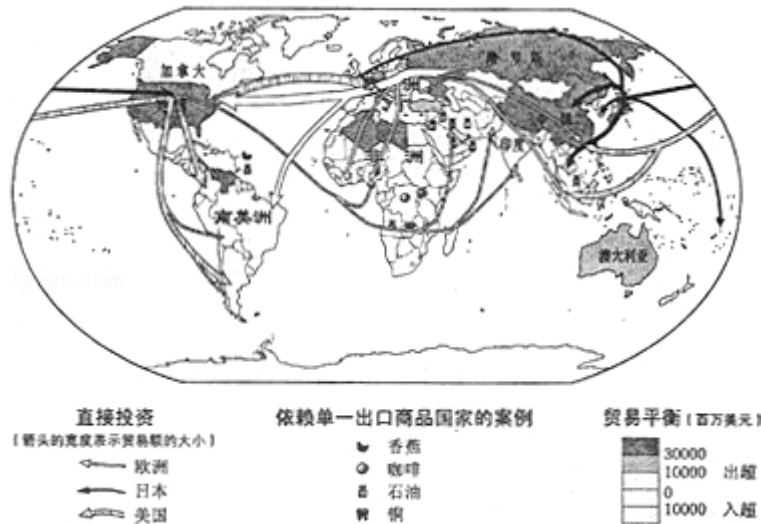 加拿大
俄罗斯
洲
中国
印度
洲
南美洲
澳大利亚
直接投资
(箭头的宽度表示贸易额的大小)
欧洲
日本
美国
依赖单一出口商品国家的案例
香蕉
咖啡
石油
铜
贸易平衡(百万美元)
30000
10000 出超
0
10000 入超